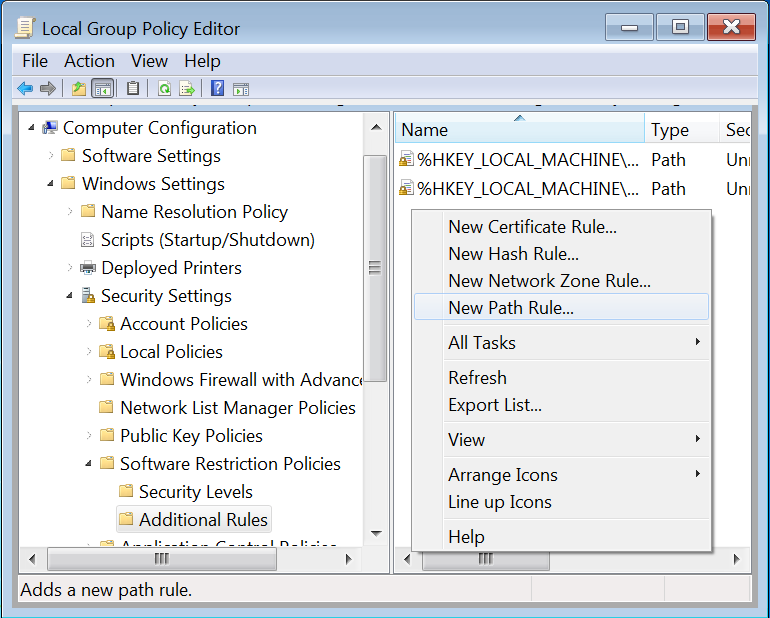 Local Group Policy Editor
File Action View Help
Computer Configuration
Software Settings
Windows Settings
Name Resolution Policy
Scripts (Startup/Shutdown)
Deployed Printers
Security Settings
Account Policies
Local Policies
Windows Firewall with Advance
Network List Manager Policies
Public Key Policies
Software Restriction Policies
Security Levels
Additional Rules
Application Control Policies
Name Type Sec
%HKEY_LOCAL_MACHINE\... Path Unr
%HKEY_LOCAL_MACHINE\... Path Unr
New Certificate Rule...
New Hash Rule...
New Network Zone Rule...
New Path Rule...
All Tasks
Refresh
Export List...
View
Arrange Icons
Line up Icons
Help
Adds a new path rule.